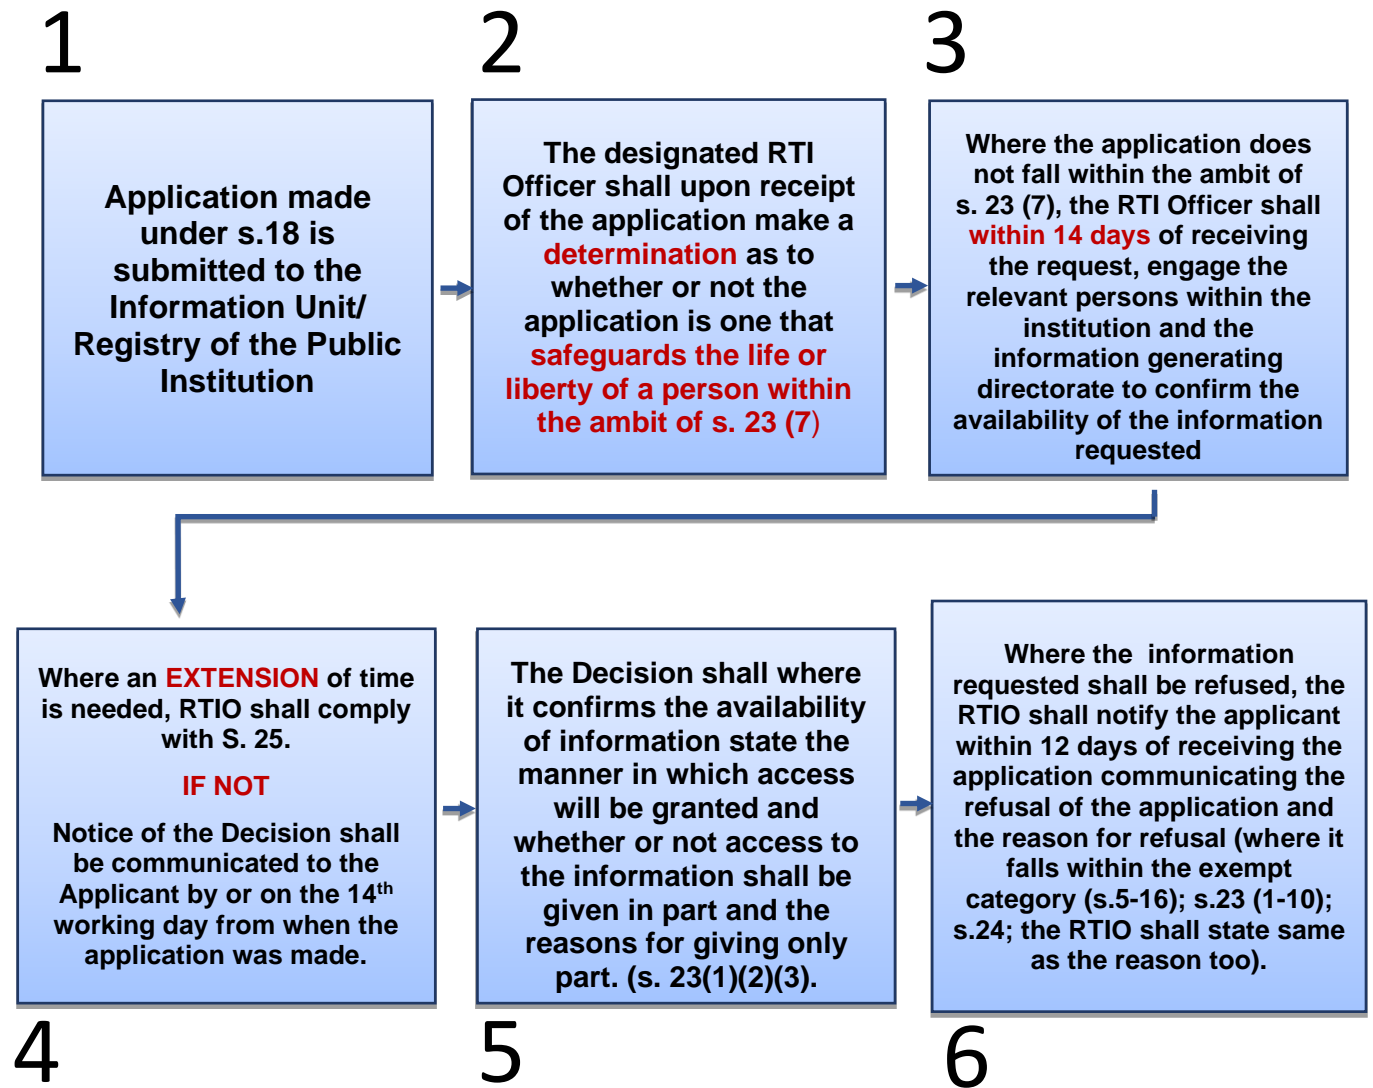 1
Application made
under s.18 is
submitted to the
Information Unit/
Registry of the Public
Institution
2
The designated RTI
Officer shall upon receipt
of the application make a
determination as to
whether or not the
application is one that
safeguards the life or
liberty of a person within
the ambit of s. 23 (7)
3
Where the application does
not fall within the ambit of
s. 23 (7), the RTI Officer shall
within 14 days of receiving
the request, engage the
relevant persons within the
institution and the
information generating
directorate to confirm the
availability of the information
requested
Where an EXTENSION of time
is needed, RTIO shall comply
with S. 25.
IF NOT
Notice of the Decision shall
be communicated to the
Applicant by or on the 14th
working day from when the
application was made.
4
The Decision shall where
it confirms the availability
of information state the
manner in which access
will be granted and
whether or not access to
the information shall be
given in part and the
reasons for giving only
part. (s. 23(1)(2)(3).
5
Where the  information
requested shall be refused, the
RTIO shall notify the applicant
within 12 days of receiving the
application communicating the
refusal of the application and
the reason for refusal (where it
falls within the exempt
category (s.5-16); s.23 (1-10);
s.24; the RTIO shall state same
as the reason too).
6